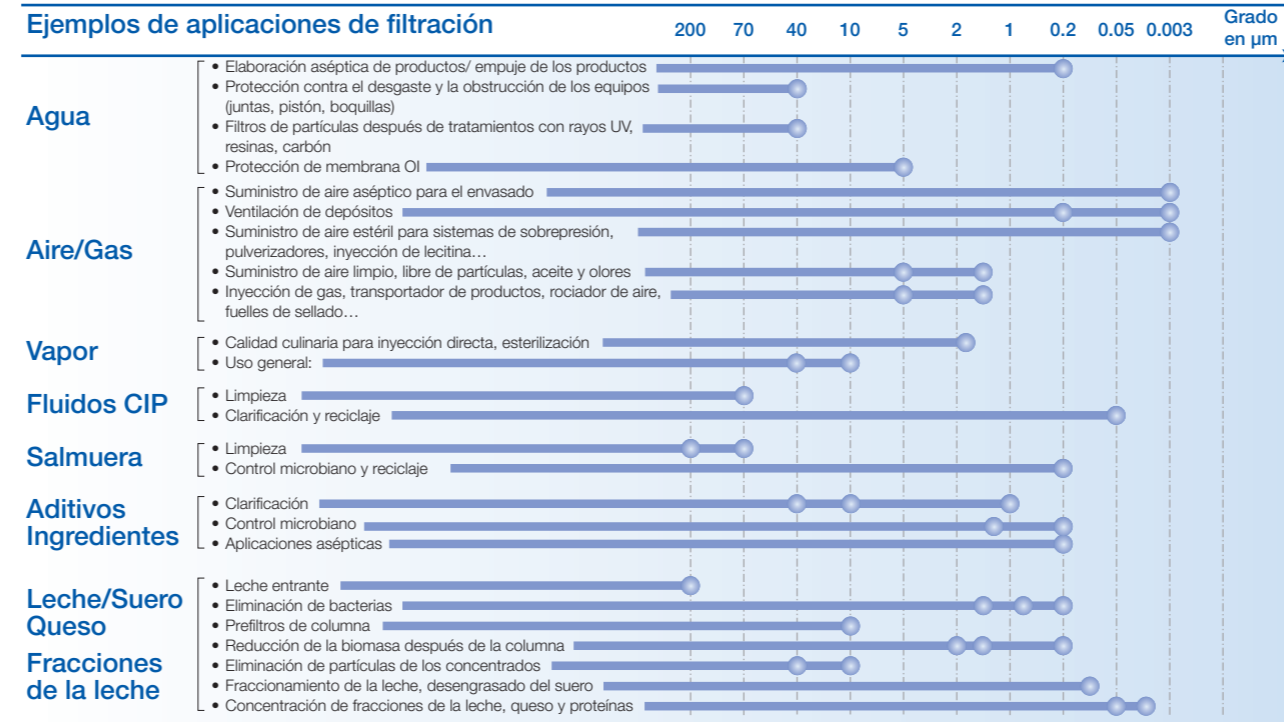 Ejemplos de aplicaciones de filtración
200 70 40 10 5 2 1 0.2 0.05 0.003
Grado
en µm
Agua
• Elaboración aséptica de productos/ empuje de los productos
• Protección contra el desgaste y la obstrucción de los equipos
(juntas, pistón, boquillas)
• Filtros de partículas después de tratamientos con rayos UV,
resinas, carbón
• Protección de membrana OI
Aire/Gas
• Suministro de aire aséptico para el envasado
• Ventilación de depósitos
• Suministro de aire estéril para sistemas de sobrepresión,
pulverizadores, inyección de lecitina…
• Suministro de aire limpio, libre de partículas, aceite y olores
• Inyección de gas, transportador de productos, rociador de aire,
fuelles de sellado…
Vapor
• Calidad culinaria para inyección directa, esterilización
• Uso general:
Fluidos CIP
• Limpieza
• Clarificación y reciclaje
Salmuera
• Limpieza
• Control microbiano y reciclaje
Aditivos
Ingredientes
• Clarificación
• Control microbiano
• Aplicaciones asépticas
Leche/Suero
Queso
Fracciones
de la leche
• Leche entrante
• Eliminación de bacterias
• Prefiltros de columna
• Reducción de la biomasa después de la columna
• Eliminación de partículas de los concentrados
• Fraccionamiento de la leche, desengrasado del suero
• Concentración de fracciones de la leche, queso y proteínas